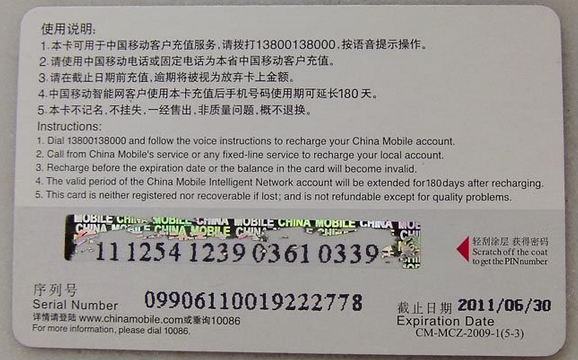 使用说明:
1. 本卡可用于中国移动客户充值服务,请拨打13800138000,按语音提示操作。
2. 请使用中国移动电话或固定电话为本省中国移动客户充值。
3. 请在截止日期前充值,逾期将被视为放弃卡上金额。
4. 中国移动智能网客户使用本卡充值后手机号码使用期可延长180天。
5. 本卡不记名,不挂失,一经售出,非质量问题,概不退换。
Instructions:
1. Dial 13800138000 and follow the voice instructions to recharge your China Mobile account.
2. Call from China Mobile's service or any fixed-line service to recharge your local account.
3. Recharge before the expiration date or the balance in the card will become invalid.
4. The valid period of the China Mobile Intelligent Network account will be extended for180days after recharging.
5. This card is neither registered nor recoverable if lost; and is not refundable except for quality problems.
MOBILE CHINA MOBILE CHINA MOBILE CHINA MOBILE
CHINA MOBILE CHINA MOBILE
11 1254 1239 0361 0339
轻刮涂层 获得密码
Scratch off the coat
to get the PIN number
序列号
Serial Number 09906110019222778
详情请登陆 www.chinamobile.com或垂询10086
For more information, please dial 10086.
截止日期 2011/06/30
Expiration Date
CM-MCZ-2009-1(5-3)